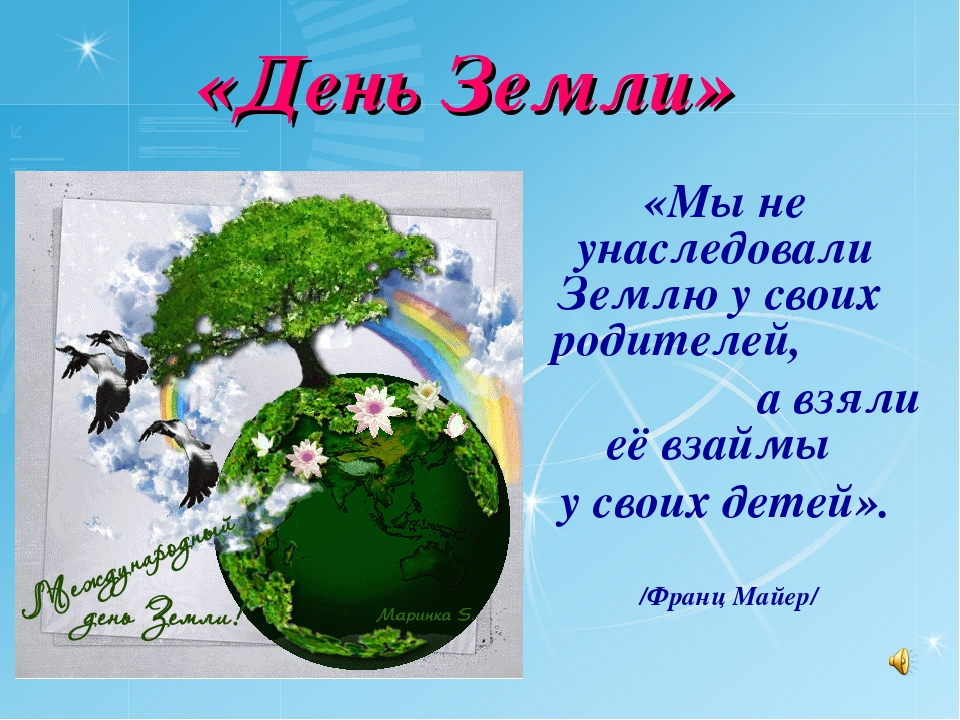 «День Земли»
«Мы не
унаследовали
Землю у своих
родителей,
а взяли
её взаймы
у своих детей».
/Франц Майер/
Международный
день Земли!
Маринка S